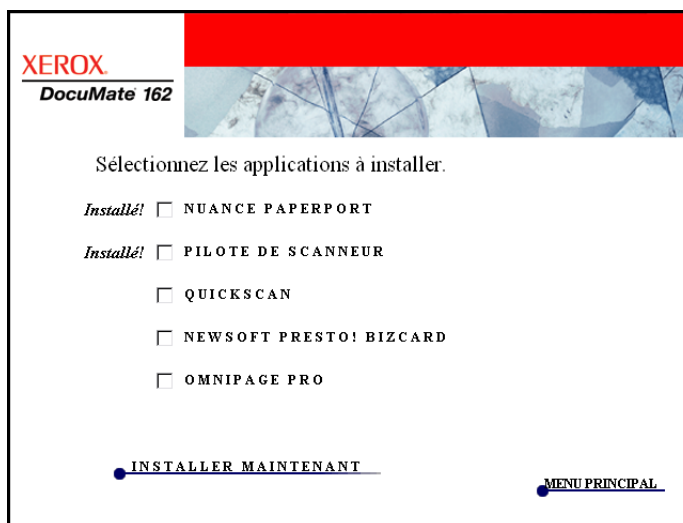 XEROX.
DocuMate 162
Sélectionnez les applications à installer.
Installé! NUANCE PAPERPORT
Installé! PILOTE DE SCANNEUR
QUICKSCAN
NEWSOFT PRESTO! BIZCARD
OMNIPAGE PRO
INSTALLER MAINTENANT
MENU PRINCIPAL